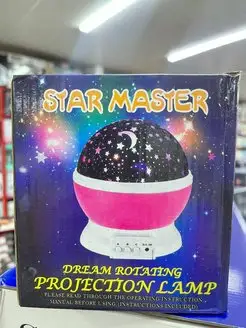 STAR MASTER
DREAM ROTATING
PROJECTION LAMP
PLEASE READ THROUGH THE OPERATING INSTRUCTION
MANUAL BEFORE USING. (INSTRUCTIONS INCLUDED)